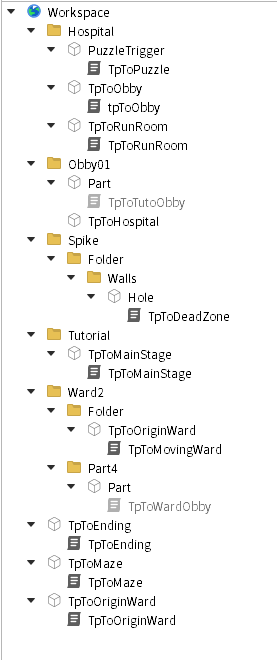 Workspace
Hospital
PuzzleTrigger
TpToPuzzle
TpToObby
tpToObby
TpToRunRoom
TpToRunRoom
Obby01
Part
TpToTutoObby
TpToHospital
Spike
Folder
Walls
Hole
TpToDeadZone
Tutorial
TpToMainStage
TpToMainStage
Ward2
Folder
TpToOriginWard
TpToMovingWard
Part4
Part
TpToWardObby
TpToEnding
TpToEnding
TpToMaze
TpToMaze
TpToOriginWard
TpToOriginWard